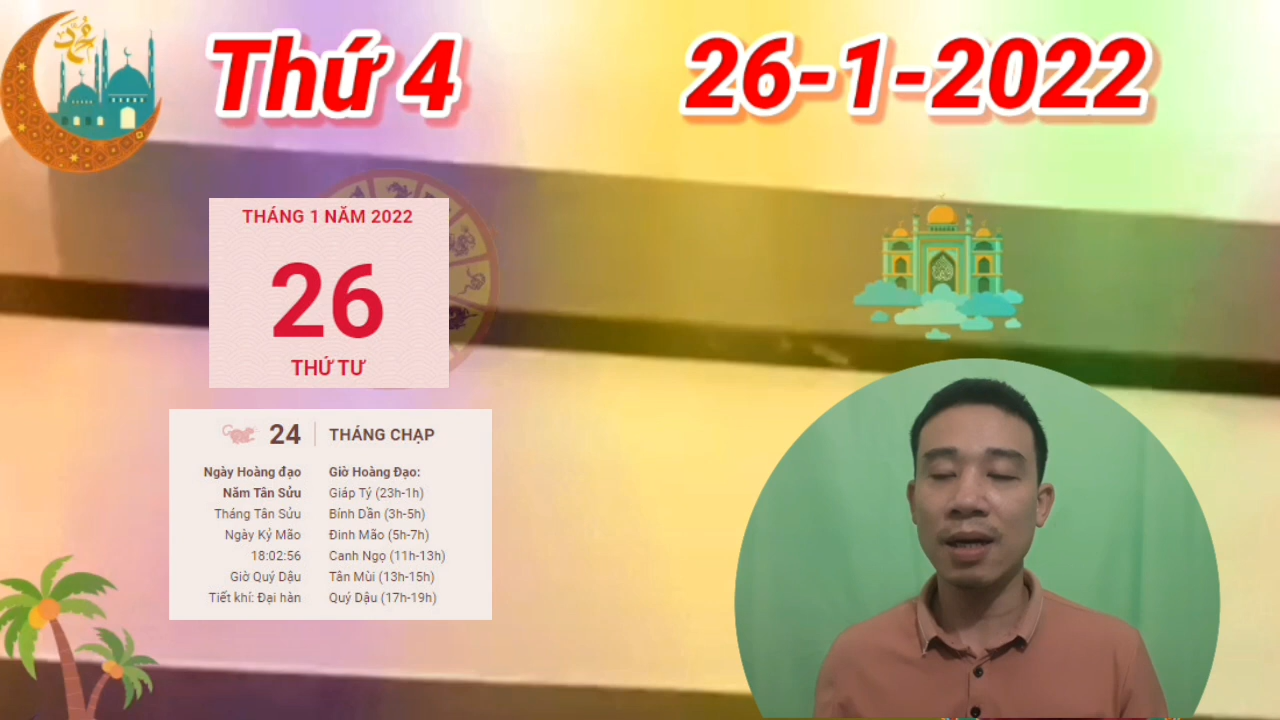 Thứ 4
26-1-2022
THÁNG 1 NĂM 2022
26
THỨ TƯ
24 THÁNG CHẠP
Ngày Hoàng đạo
Năm Tân Sửu
Tháng Tân Sửu
Ngày Kỷ Mão
18:02:56
Giờ Quý Dậu
Tiết khí: Đại hàn
Giờ Hoàng Đạo:
Giáp Tý (23h-1h)
Bính Dần (3h-5h)
Đinh Mão (5h-7h)
Canh Ngọ (11h-13h)
Tân Mùi (13h-15h)
Quý Dậu (17h-19h)